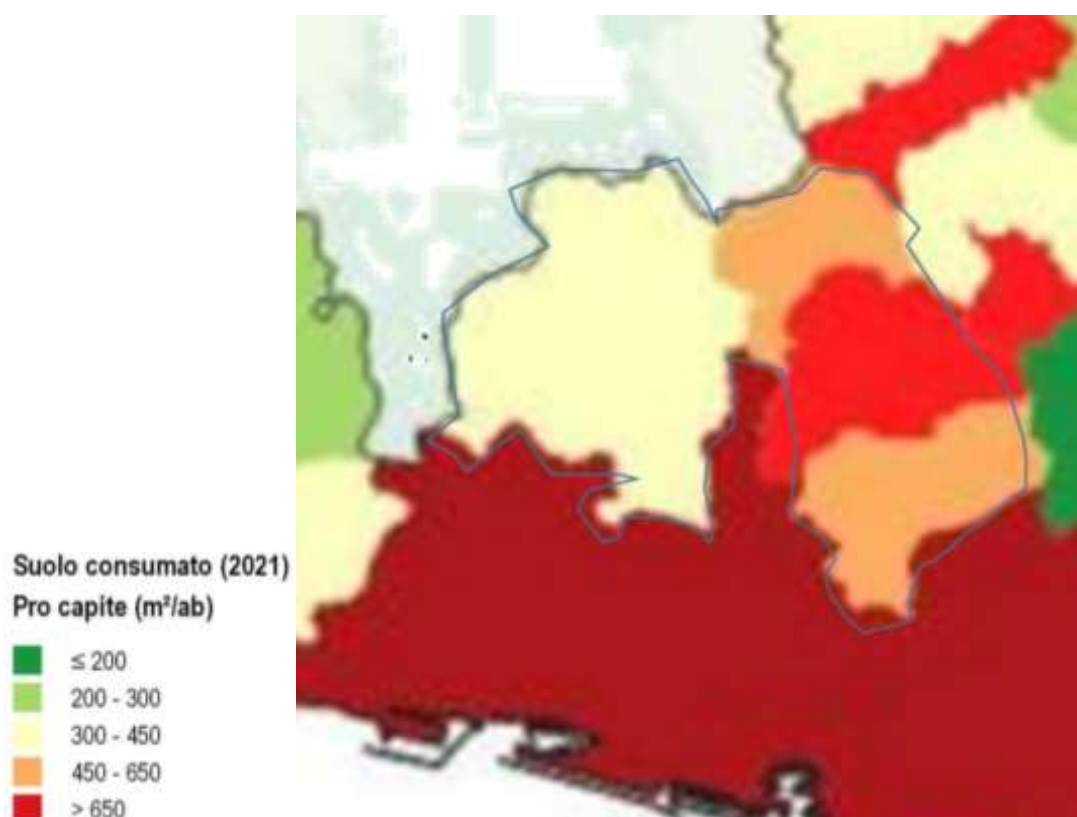 Suolo consumato (2021)
Pro capite (m²/ab)
≤ 200
200 - 300
300 - 450
450 - 650
> 650